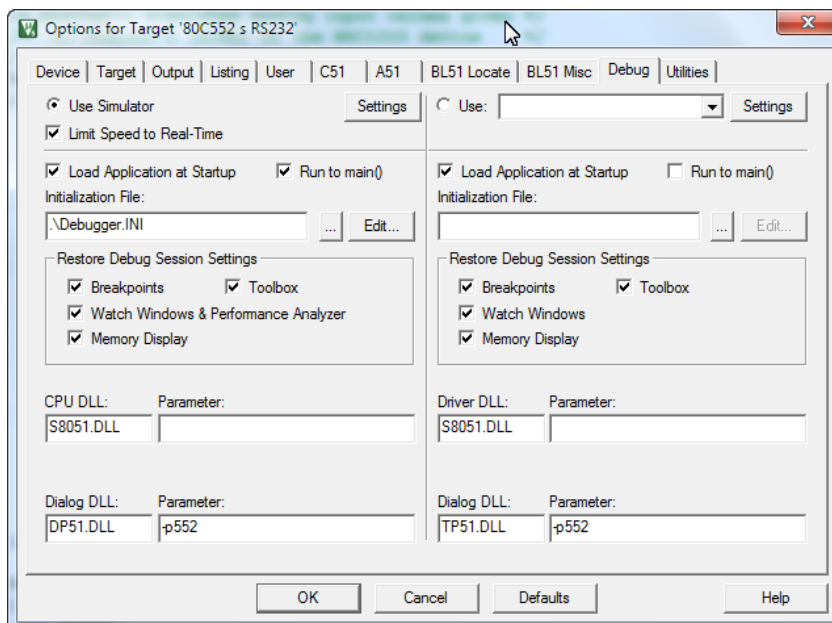 Options for Target '80C552 s RS232'
Device Target Output Listing User C51 A51 BL51 Locate BL51 Misc Debug Utilities
Use Simulator Settings
Limit Speed to Real-Time
Load Application at Startup Run to main()
Initialization File:
.\Debugger.INI ... Edit...
Restore Debug Session Settings
Breakpoints Toolbox
Watch Windows & Performance Analyzer
Memory Display
CPU DLL: Parameter:
S8051.DLL
Dialog DLL: Parameter:
DP51.DLL -p552
Use: Settings
Load Application at Startup Run to main()
Initialization File:
... Edit...
Restore Debug Session Settings
Breakpoints Toolbox
Watch Windows
Memory Display
Driver DLL: Parameter:
S8051.DLL
Dialog DLL: Parameter:
TP51.DLL -p552
OK Cancel Defaults Help